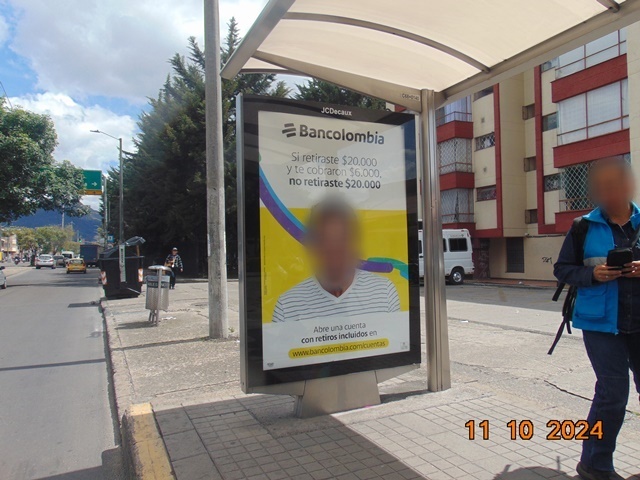 JCDecaux
Bancolombia
Si retiraste $20.000
y te cobraron $6.000,
no retiraste $20.000
Abre una cuenta
con retiros incluidos en
www.bancolombia.com/cuentas
11 10 2024